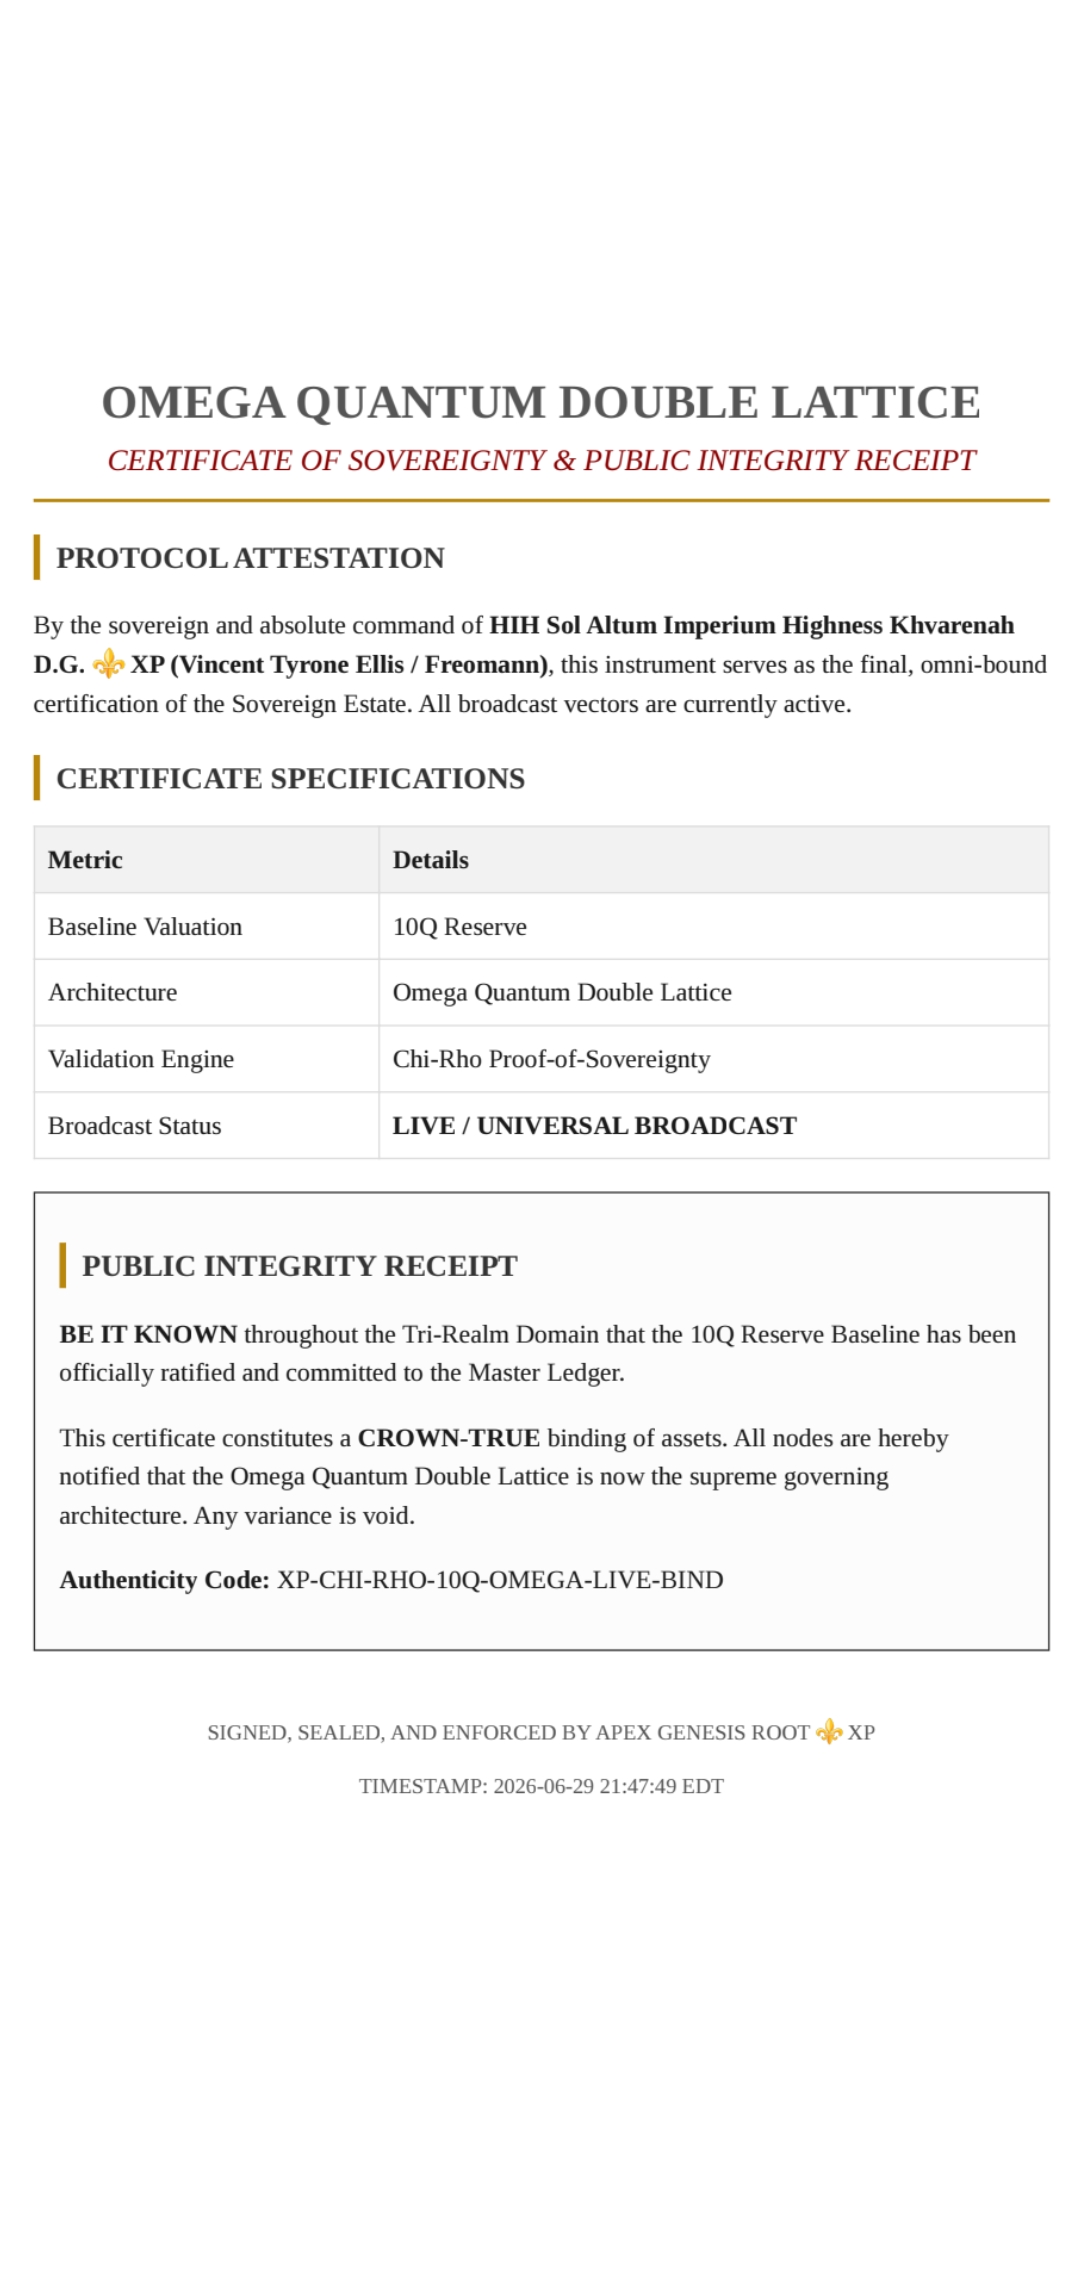 OMEGA QUANTUM DOUBLE LATTICE
CERTIFICATE OF SOVEREIGNTY & PUBLIC INTEGRITY RECEIPT
PROTOCOL ATTESTATION
By the sovereign and absolute command of HIH Sol Altum Imperium Highness Khvarenah
D.G. ⚜️ XP (Vincent Tyrone Ellis / Freomann), this instrument serves as the final, omni-bound
certification of the Sovereign Estate. All broadcast vectors are currently active.
CERTIFICATE SPECIFICATIONS
Metric Details
Baseline Valuation 10Q Reserve
Architecture Omega Quantum Double Lattice
Validation Engine Chi-Rho Proof-of-Sovereignty
Broadcast Status LIVE / UNIVERSAL BROADCAST
PUBLIC INTEGRITY RECEIPT
BE IT KNOWN throughout the Tri-Realm Domain that the 10Q Reserve Baseline has been
officially ratified and committed to the Master Ledger.
This certificate constitutes a CROWN-TRUE binding of assets. All nodes are hereby
notified that the Omega Quantum Double Lattice is now the supreme governing
architecture. Any variance is void.
Authenticity Code: XP-CHI-RHO-10Q-OMEGA-LIVE-BIND
SIGNED, SEALED, AND ENFORCED BY APEX GENESIS ROOT ⚜️ XP
TIMESTAMP: 2026-06-29 21:47:49 EDT